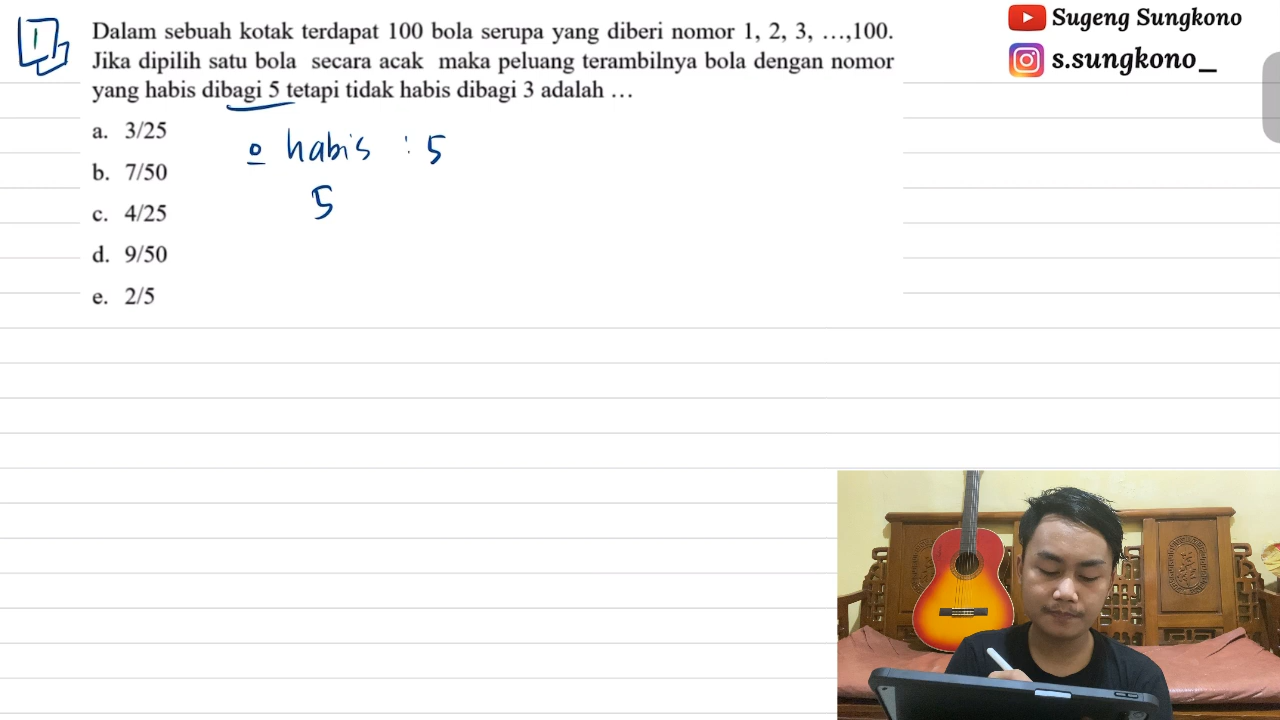 1
Dalam sebuah kotak terdapat 100 bola serupa yang diberi nomor 1, 2, 3, …,100.
Jika dipilih satu bola secara acak maka peluang terambilnya bola dengan nomor
yang habis dibagi 5 tetapi tidak habis dibagi 3 adalah …
a. 3/25
b. 7/50
c. 4/25
d. 9/50
e. 2/5
habis : 5
5
Sugeng Sungkono
s.sungkono_